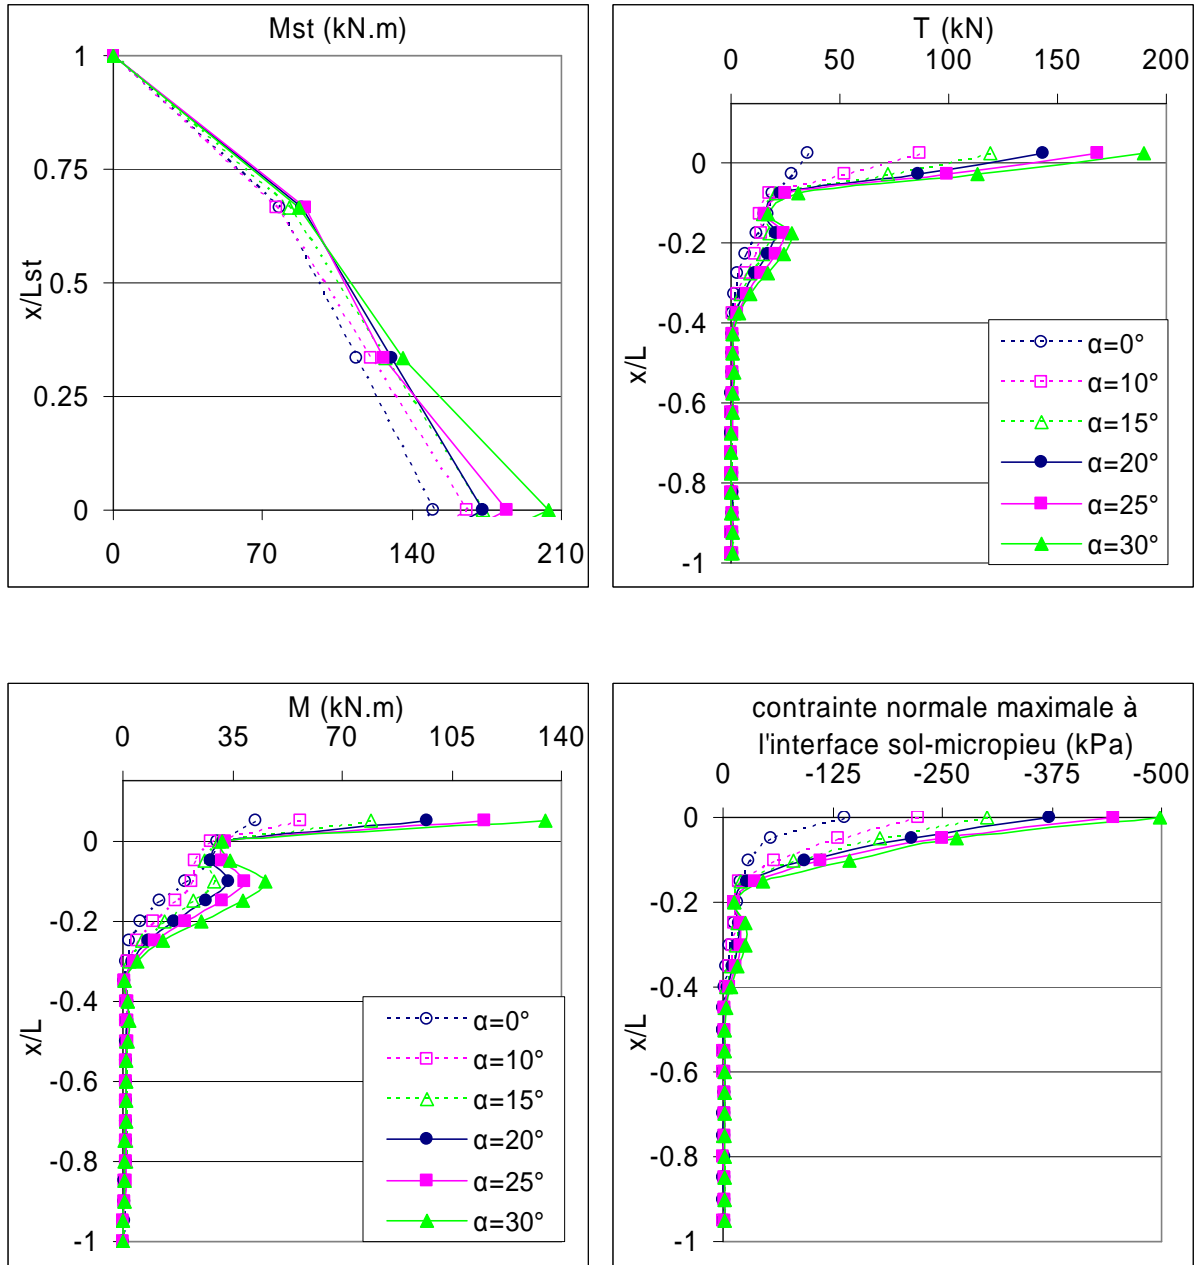 Mst (kN.m)
1
0.75
0.5
0.25
0
x/Lst
0 70 140 210
T (kN)
0 50 100 150 200
0
-0.2
-0.4
-0.6
-0.8
-1
x/L
α=0°
α=10°
α=15°
α=20°
α=25°
α=30°
M (kN.m)
0 35 70 105 140
0
-0.2
-0.4
-0.6
-0.8
-1
x/L
α=0°
α=10°
α=15°
α=20°
α=25°
α=30°
contrainte normale maximale à
l'interface sol-micropieu (kPa)
0 -125 -250 -375 -500
0
-0.2
-0.4
-0.6
-0.8
-1
x/L